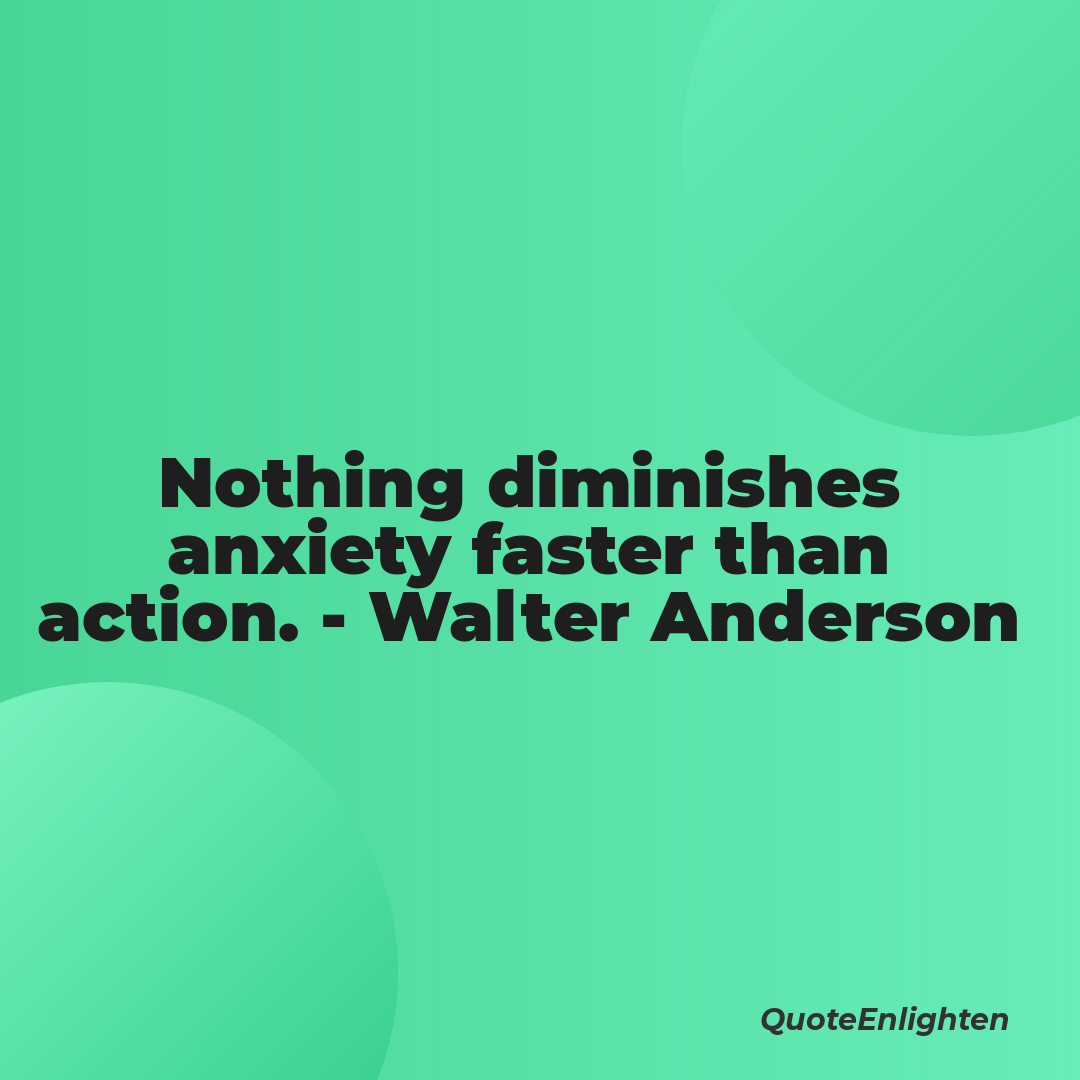 Nothing diminishes
anxiety faster than
action. - Walter Anderson
QuoteEnlighten